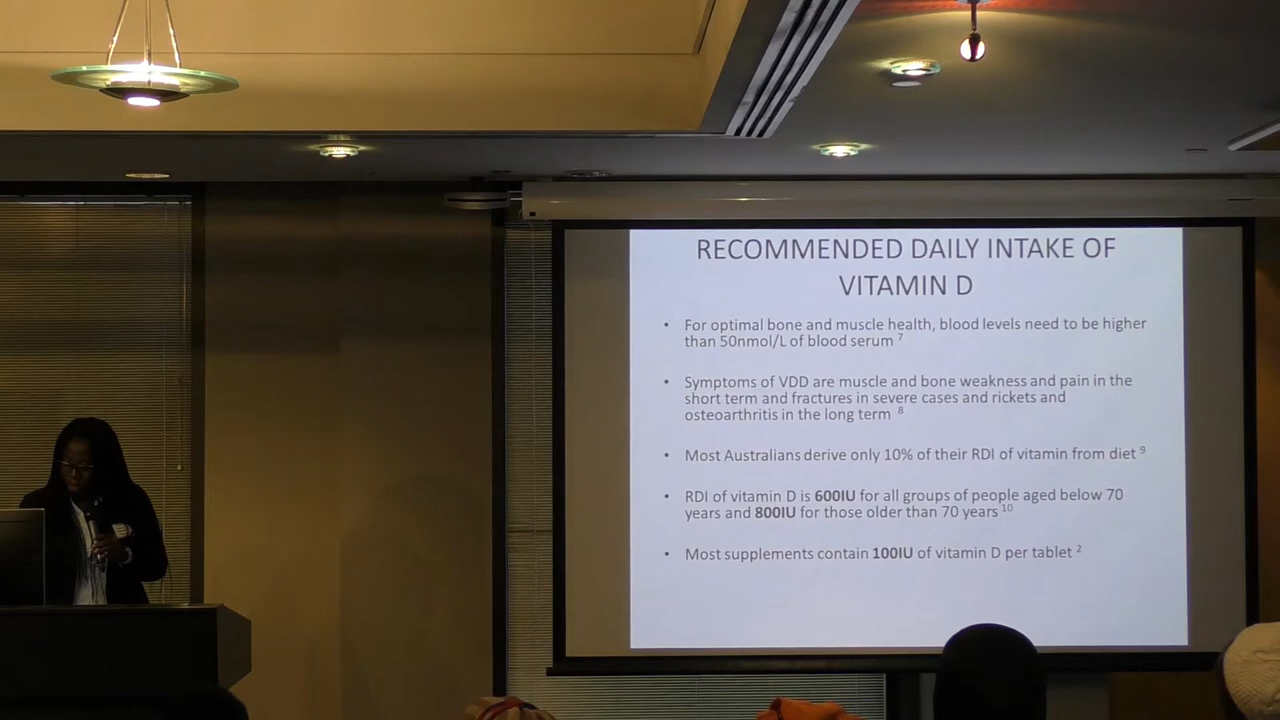 RECOMMENDED DAILY INTAKE OF
VITAMIN D
• For optimal bone and muscle health, blood levels need to be higher
than 50nmol/L of blood serum 7
• Symptoms of VDD are muscle and bone weakness and pain in the
short term and fractures in severe cases and rickets and
osteoarthritis in the long term 8
• Most Australians derive only 10% of their RDI of vitamin from diet 9
• RDI of vitamin D is 600IU for all groups of people aged below 70
years and 800IU for those older than 70 years 10
• Most supplements contain 100IU of vitamin D per tablet 2